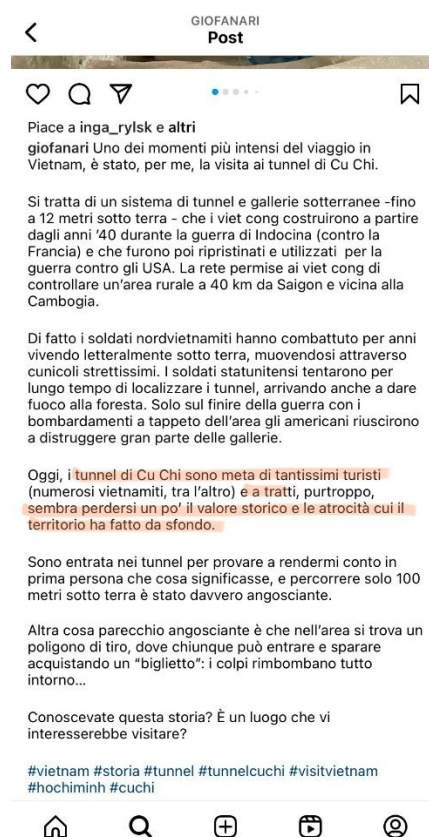 GIOFANARI
Post
Piace a inga_rylsk e altri
giofanari Uno dei momenti più intensi del viaggio in
Vietnam, è stato, per me, la visita ai tunnel di Cu Chi.
Si tratta di un sistema di tunnel e gallerie sotterranee -fino
a 12 metri sotto terra - che i viet cong costruirono a partire
dagli anni '40 durante la guerra di Indocina (contro la
Francia) e che furono poi ripristinati e utilizzati per la
guerra contro gli USA. La rete permise ai viet cong di
controllare un'area rurale a 40 km da Saigon e vicina alla
Cambogia.
Di fatto i soldati nordvietnamiti hanno combattuto per anni
vivendo letteralmente sotto terra, muovendosi attraverso
cunicoli strettissimi. I soldati statunitensi tentarono per
lungo tempo di localizzare i tunnel, arrivando anche a dare
fuoco alla foresta. Solo sul finire della guerra con i
bombardamenti a tappeto dell'area gli americani riuscirono
a distruggere gran parte delle gallerie.
Oggi, i tunnel di Cu Chi sono meta di tantissimi turisti
(numerosi vietnamiti, tra l'altro) e a tratti, purtroppo,
sembra perdersi un po' il valore storico e le atrocità cui il
territorio ha fatto da sfondo.
Sono entrata nei tunnel per provare a rendermi conto in
prima persona che cosa significasse, e percorrere solo 100
metri sotto terra è stato davvero angosciante.
Altra cosa parecchio angosciante è che nell'area si trova un
poligono di tiro, dove chiunque può entrare e sparare
acquistando un "biglietto": i colpi rimbombano tutto
intorno...
Conoscevate questa storia? È un luogo che vi
interesserebbe visitare?
#vietnam #storia #tunnel #tunnelcuchi #visitvietnam
#hochiminh #cuchi